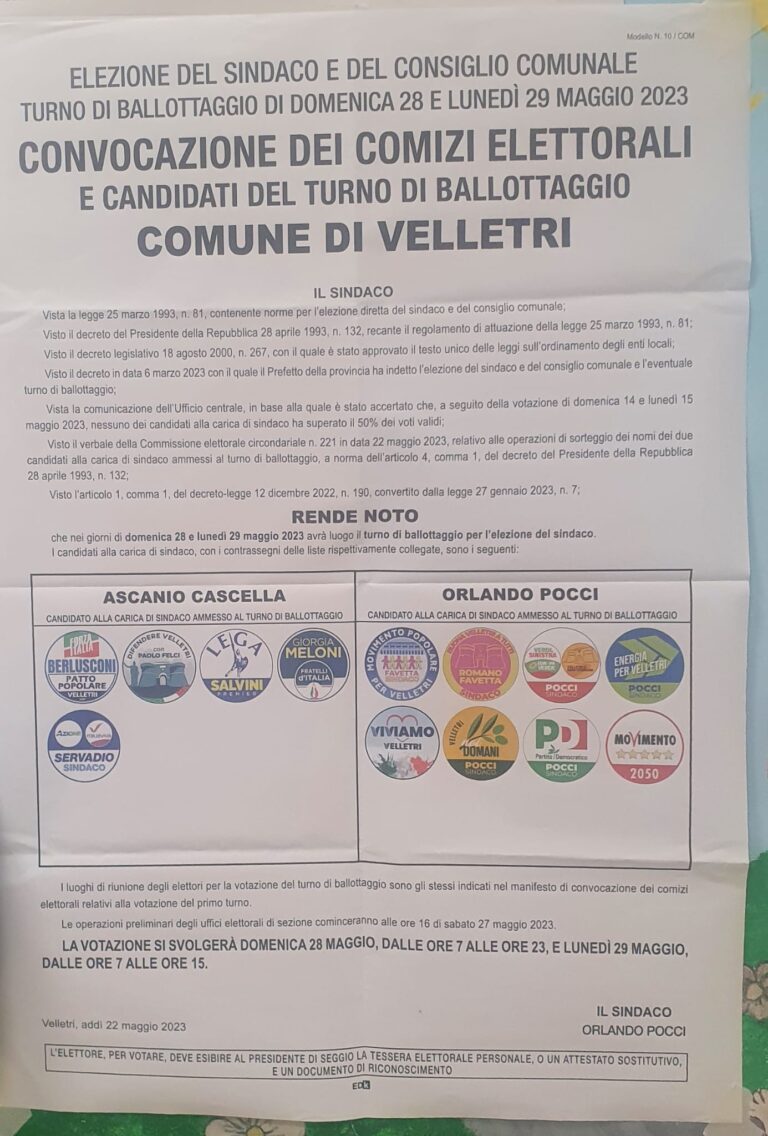 Modello N. 10 / COM
ELEZIONE DEL SINDACO E DEL CONSIGLIO COMUNALE
TURNO DI BALLOTTAGGIO DI DOMENICA 28 E LUNEDÌ 29 MAGGIO 2023
CONVOCAZIONE DEI COMIZI ELETTORALI
E CANDIDATI DEL TURNO DI BALLOTTAGGIO
COMUNE DI VELLETRI
IL SINDACO
Vista la legge 25 marzo 1993, n. 81, contenente norme per l'elezione diretta del sindaco e del consiglio comunale;
Visto il decreto del Presidente della Repubblica 28 aprile 1993, n. 132, recante il regolamento di attuazione della legge 25 marzo 1993, n. 81;
Visto il decreto legislativo 18 agosto 2000, n. 267, con il quale è stato approvato il testo unico delle leggi sull'ordinamento degli enti locali;
Visto il decreto in data 6 marzo 2023 con il quale il Prefetto della provincia ha indetto l'elezione del sindaco e del consiglio comunale e l'eventuale
turno di ballottaggio;
Vista la comunicazione dell'Ufficio centrale, in base alla quale è stato accertato che, a seguito della votazione di domenica 14 e lunedì 15
maggio 2023, nessuno dei candidati alla carica di sindaco ha superato il 50% dei voti validi;
Visto il verbale della Commissione elettorale circondariale n. 221 in data 22 maggio 2023, relativo alle operazioni di sorteggio dei nomi dei due
candidati alla carica di sindaco ammessi al turno di ballottaggio, a norma dell'articolo 4, comma 1, del decreto del Presidente della Repubblica
28 aprile 1993, n. 132;
Visto l'articolo 1, comma 1, del decreto-legge 12 dicembre 2022, n. 190, convertito dalla legge 27 gennaio 2023, n. 7;
RENDE NOTO
che nei giorni di domenica 28 e lunedì 29 maggio 2023 avrà luogo il turno di ballottaggio per l'elezione del sindaco.
I candidati alla carica di sindaco, con i contrassegni delle liste rispettivamente collegate, sono i seguenti:
ASCANIO CASCELLA
CANDIDATO ALLA CARICA DI SINDACO AMMESSO AL TURNO DI BALLOTTAGGIO
FORZA
ITALIA
BERLUSCONI
PATTO
POPOLARE
VELLETRI
DIFENDERE VELLETRI
con
PAOLO FELCI
LEGA
SALVINI
PREMIER
GIORGIA
MELONI
FRATELLI
d'ITALIA
AZIONE
ITALIA VIVA
SERVADIO
SINDACO
ORLANDO POCCI
CANDIDATO ALLA CARICA DI SINDACO AMMESSO AL TURNO DI BALLOTTAGGIO
MOVIMENTO POPOLARE
FAVETTA
SINDACO
PER VELLETRI
ROMANO
FAVETTA
SINDACO
VERDI
SINISTRA
POCCI
SINDACO
ENERGIA
PER VELLETRI
POCCI
SINDACO
VIVIAMO
VELLETRI
VELLETRI
DOMANI
POCCI
SINDACO
PD
Partito Democratico
POCCI
SINDACO
MOVIMENTO
2050
I luoghi di riunione degli elettori per la votazione del turno di ballottaggio sono gli stessi indicati nel manifesto di convocazione dei comizi
elettorali relativi alla votazione del primo turno.
Le operazioni preliminari degli uffici elettorali di sezione cominceranno alle ore 16 di sabato 27 maggio 2023.
LA VOTAZIONE SI SVOLGERÀ DOMENICA 28 MAGGIO, DALLE ORE 7 ALLE ORE 23, E LUNEDÌ 29 MAGGIO,
DALLE ORE 7 ALLE ORE 15.
Velletri, addì 22 maggio 2023
IL SINDACO
ORLANDO POCCI
L'ELETTORE, PER VOTARE, DEVE ESIBIRE AL PRESIDENTE DI SEGGIO LA TESSERA ELETTORALE PERSONALE, O UN ATTESTATO SOSTITUTIVO,
E UN DOCUMENTO DI RICONOSCIMENTO
EDK